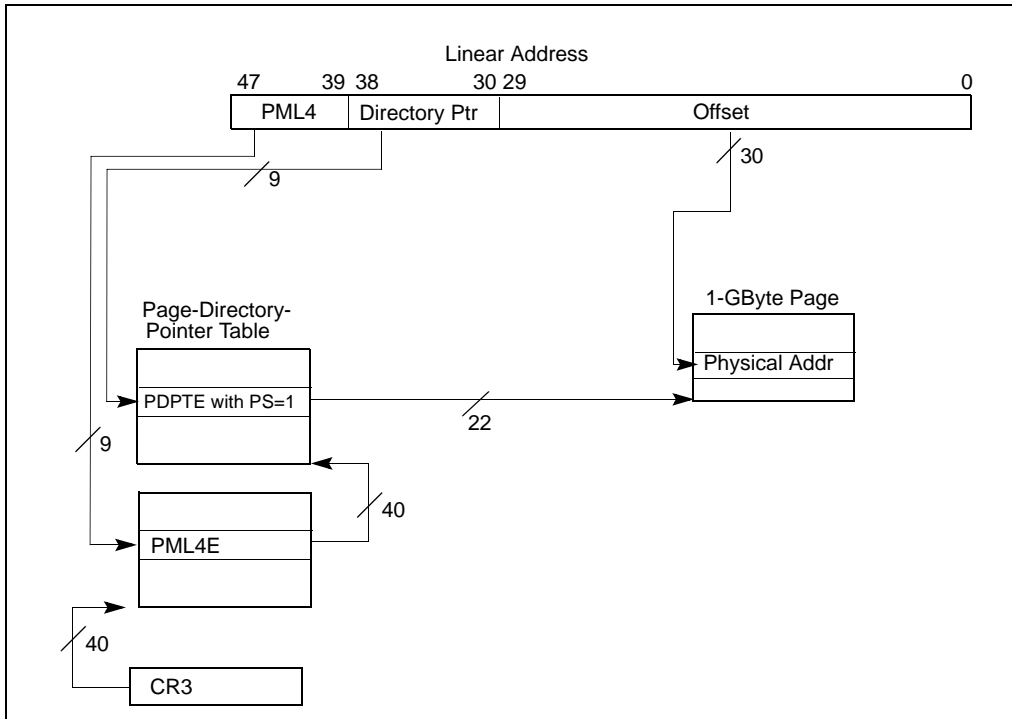 Linear Address
47 39 38 30 29 0
PML4 Directory Ptr Offset
9
30
Page-Directory-
Pointer Table
1-GByte Page
Physical Addr
PDPTE with PS=1
22
9
40
PML4E
40
CR3